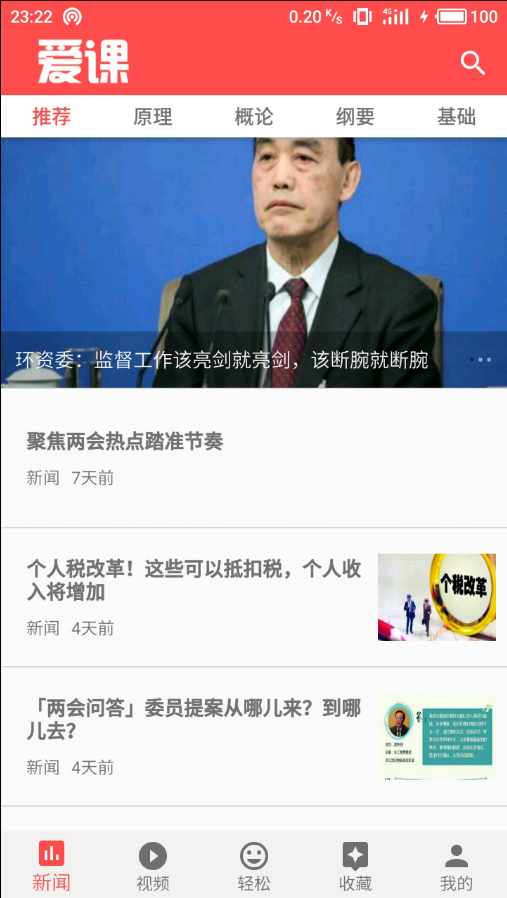 23:22 0.20 K/s 4G 100
爱课
推荐 原理 概论 纲要 基础
环资委：监督工作该亮剑就亮剑，该断腕就断腕
聚焦两会热点踏准节奏
新闻 7天前
个人税改革！这些可以抵扣税，个人收
入将增加
新闻 4天前
个税改革
「两会问答」委员提案从哪儿来？到哪
儿去？
新闻 4天前
新闻 视频 轻松 收藏 我的